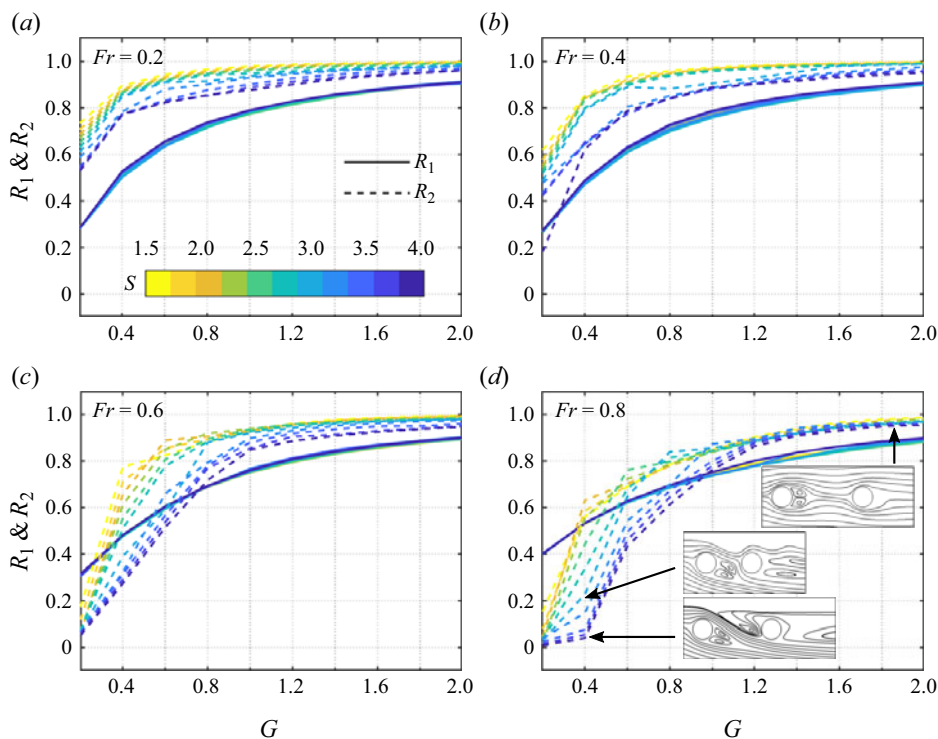 (a)
(b)
Fr = 0.2
Fr = 0.4
1.0
0.8
0.6
0.4
0.2
0
R1 & R2
R1
R2
1.5 2.0 2.5 3.0 3.5 4.0
S
0.4 0.8 1.2 1.6 2.0
1.0
0.8
0.6
0.4
0.2
0
0.4 0.8 1.2 1.6 2.0
(c)
(d)
Fr = 0.6
Fr = 0.8
1.0
0.8
0.6
0.4
0.2
0
R1 & R2
0.4 0.8 1.2 1.6 2.0
G
1.0
0.8
0.6
0.4
0.2
0
0.4 0.8 1.2 1.6 2.0
G